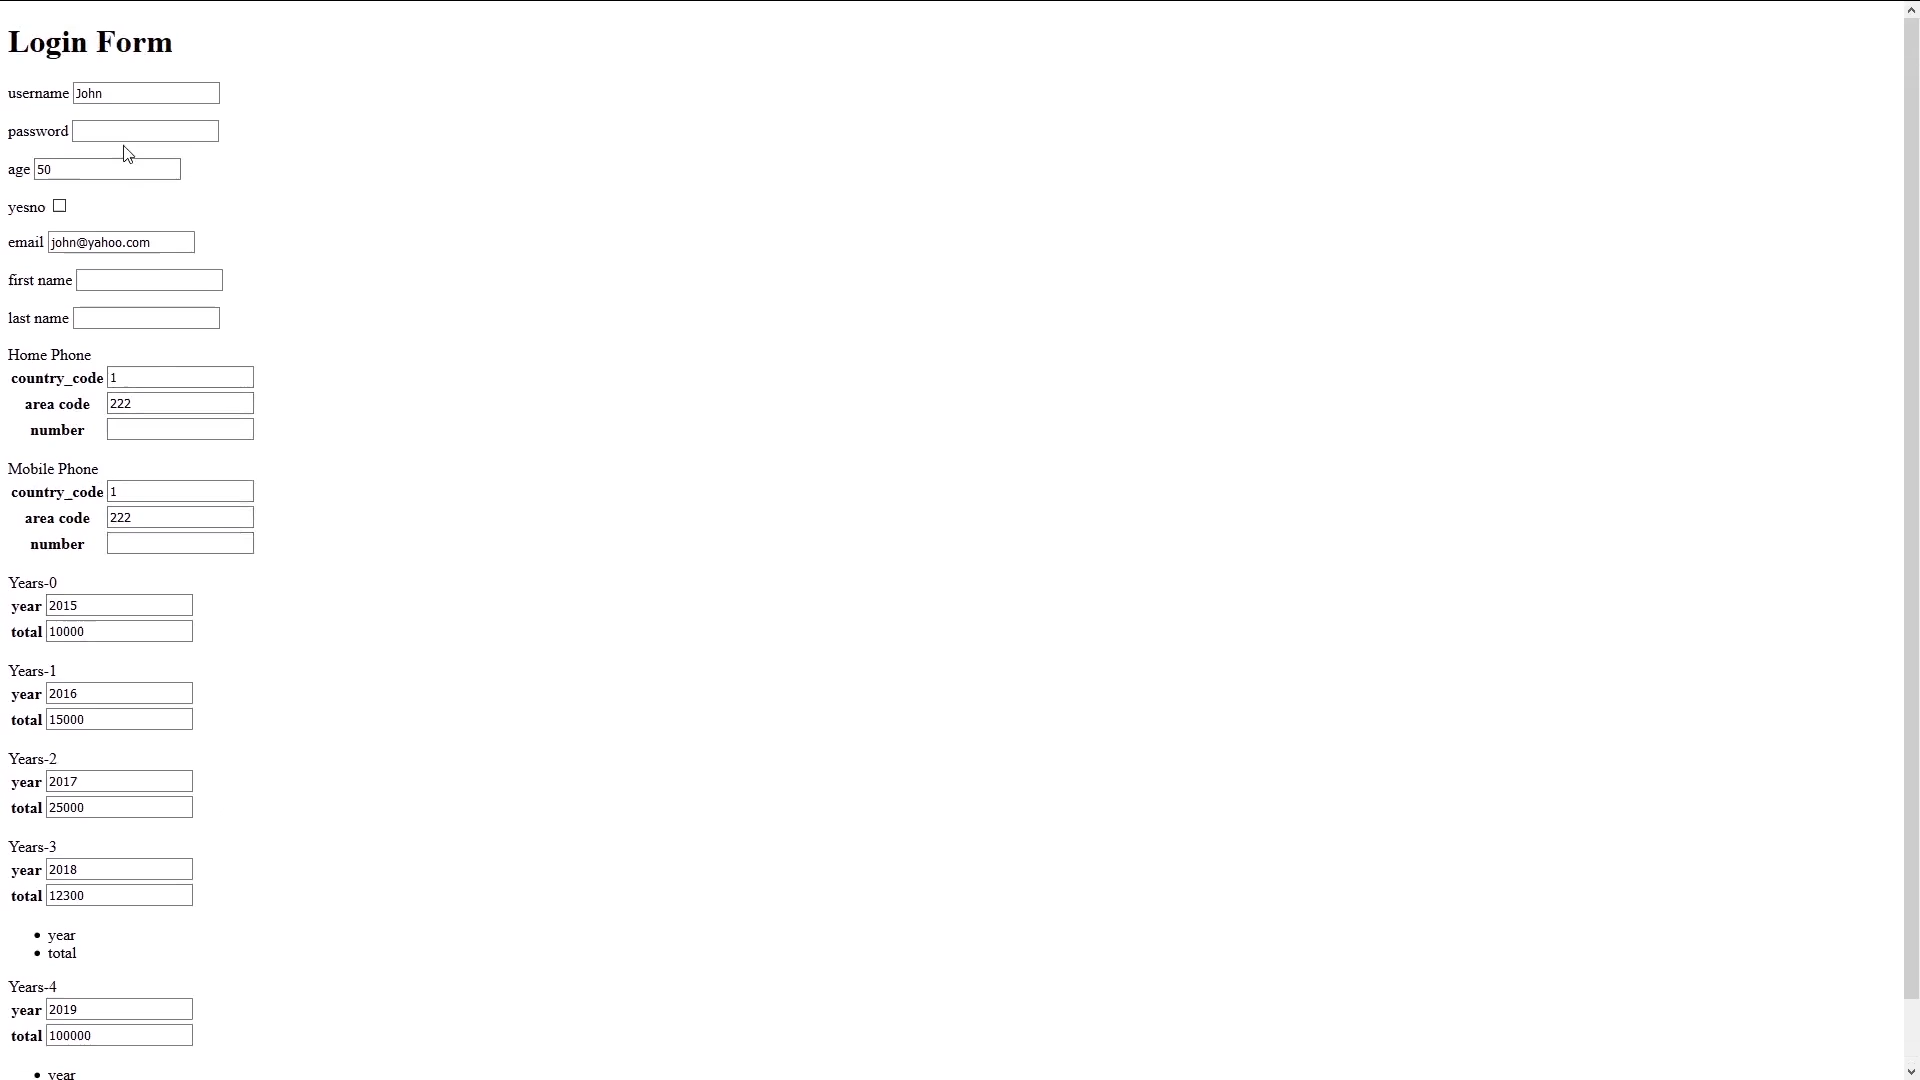 Login Form
username John
password
age 50
yesno
email john@yahoo.com
first name
last name
Home Phone
country_code 1
area code 222
number
Mobile Phone
country_code 1
area code 222
number
Years-0
year 2015
total 10000
Years-1
year 2016
total 15000
Years-2
year 2017
total 25000
Years-3
year 2018
total 12300
• year
• total
Years-4
year 2019
total 100000
• year